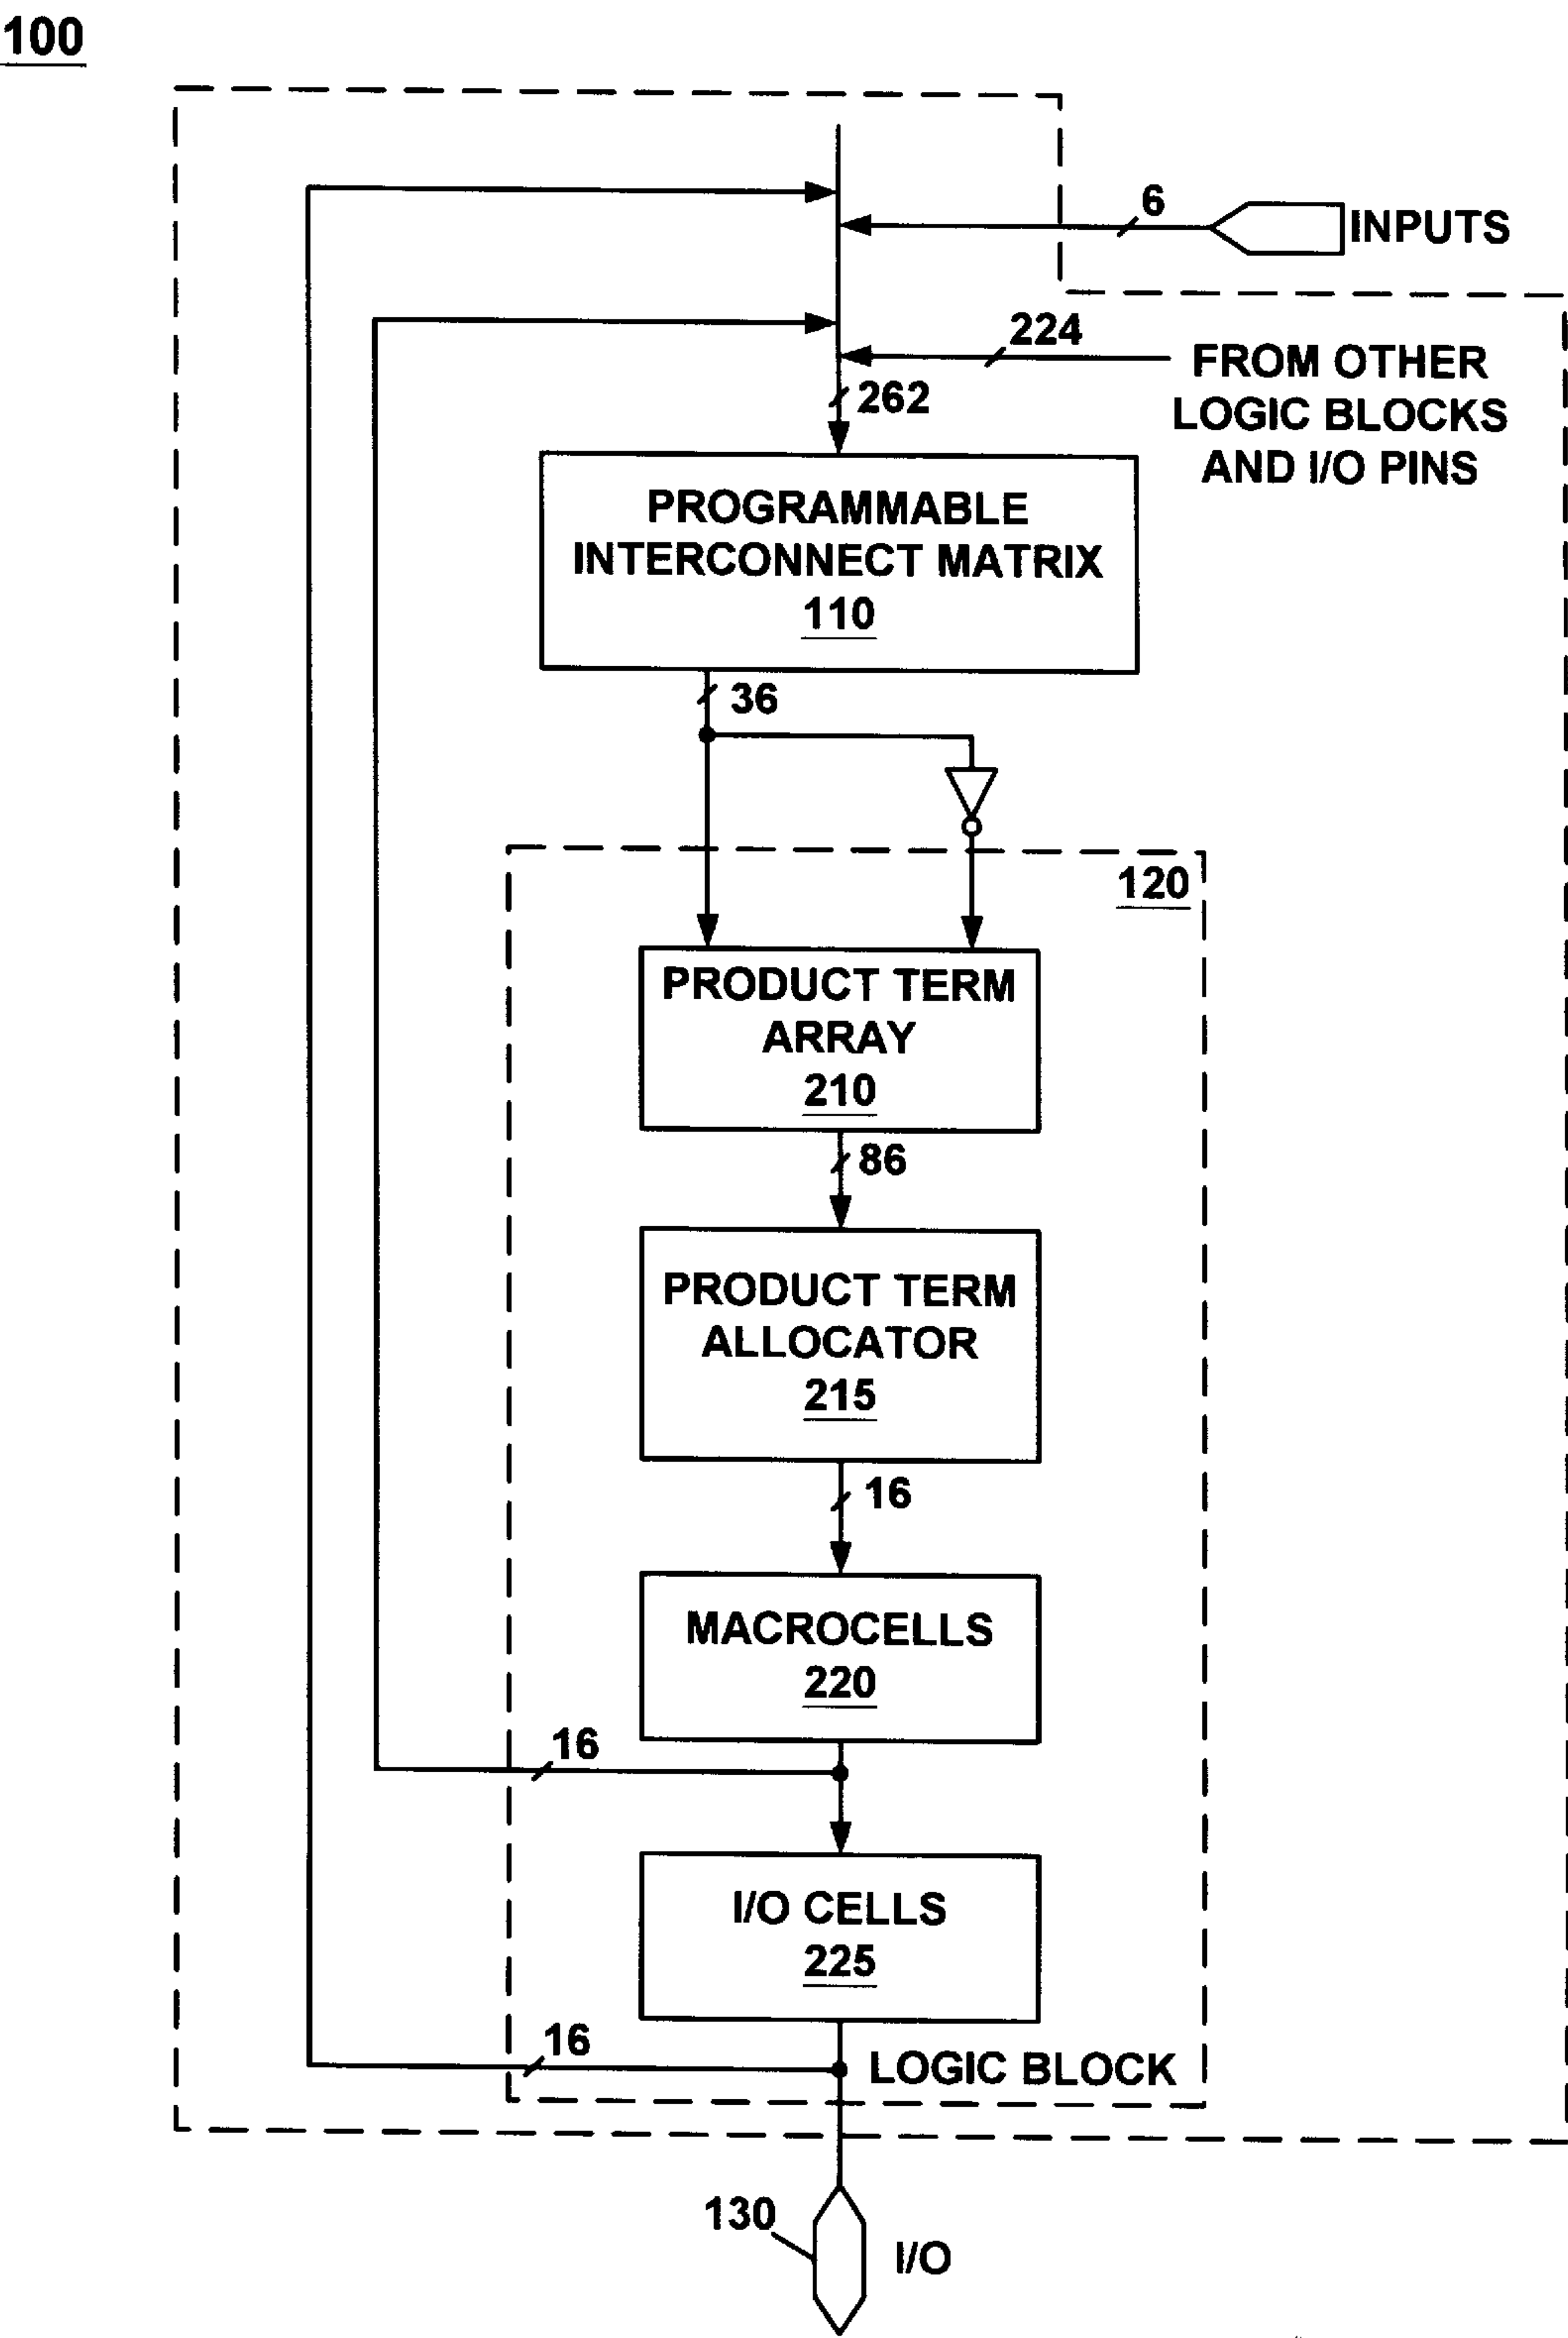 100
6
INPUTS
224
FROM OTHER
LOGIC BLOCKS
AND I/O PINS
262
PROGRAMMABLE
INTERCONNECT MATRIX
110
36
120
PRODUCT TERM
ARRAY
210
86
PRODUCT TERM
ALLOCATOR
215
16
MACROCELLS
220
16
I/O CELLS
225
16
LOGIC BLOCK
130
I/O